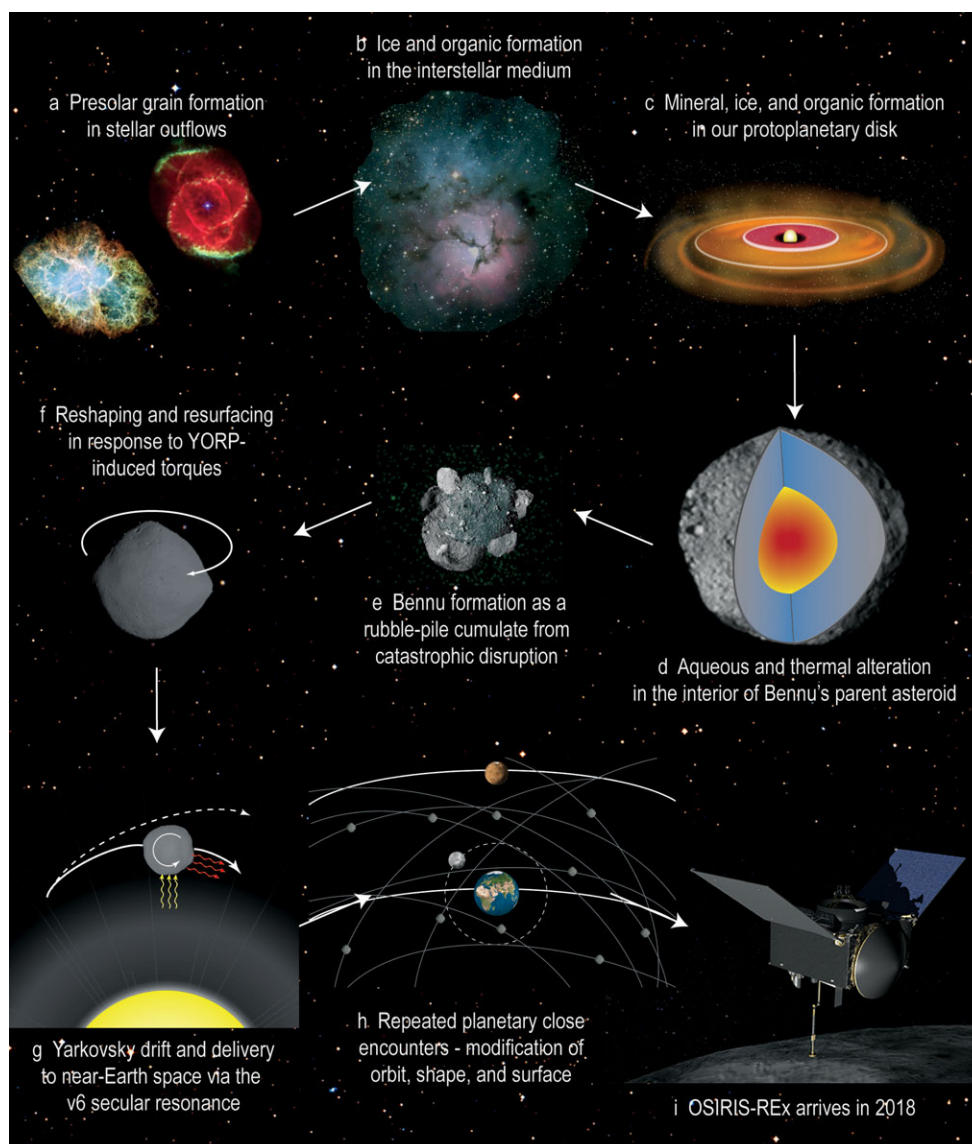 a Presolar grain formation
in stellar outflows
b Ice and organic formation
in the interstellar medium
c Mineral, ice, and organic formation
in our protoplanetary disk
d Aqueous and thermal alteration
in the interior of Bennu's parent asteroid
e Bennu formation as a
rubble-pile cumulate from
catastrophic disruption
f Reshaping and resurfacing
in response to YORP-
induced torques
g Yarkovsky drift and delivery
to near-Earth space via the
v6 secular resonance
h Repeated planetary close
encounters - modification of
orbit, shape, and surface
i OSIRIS-REx arrives in 2018